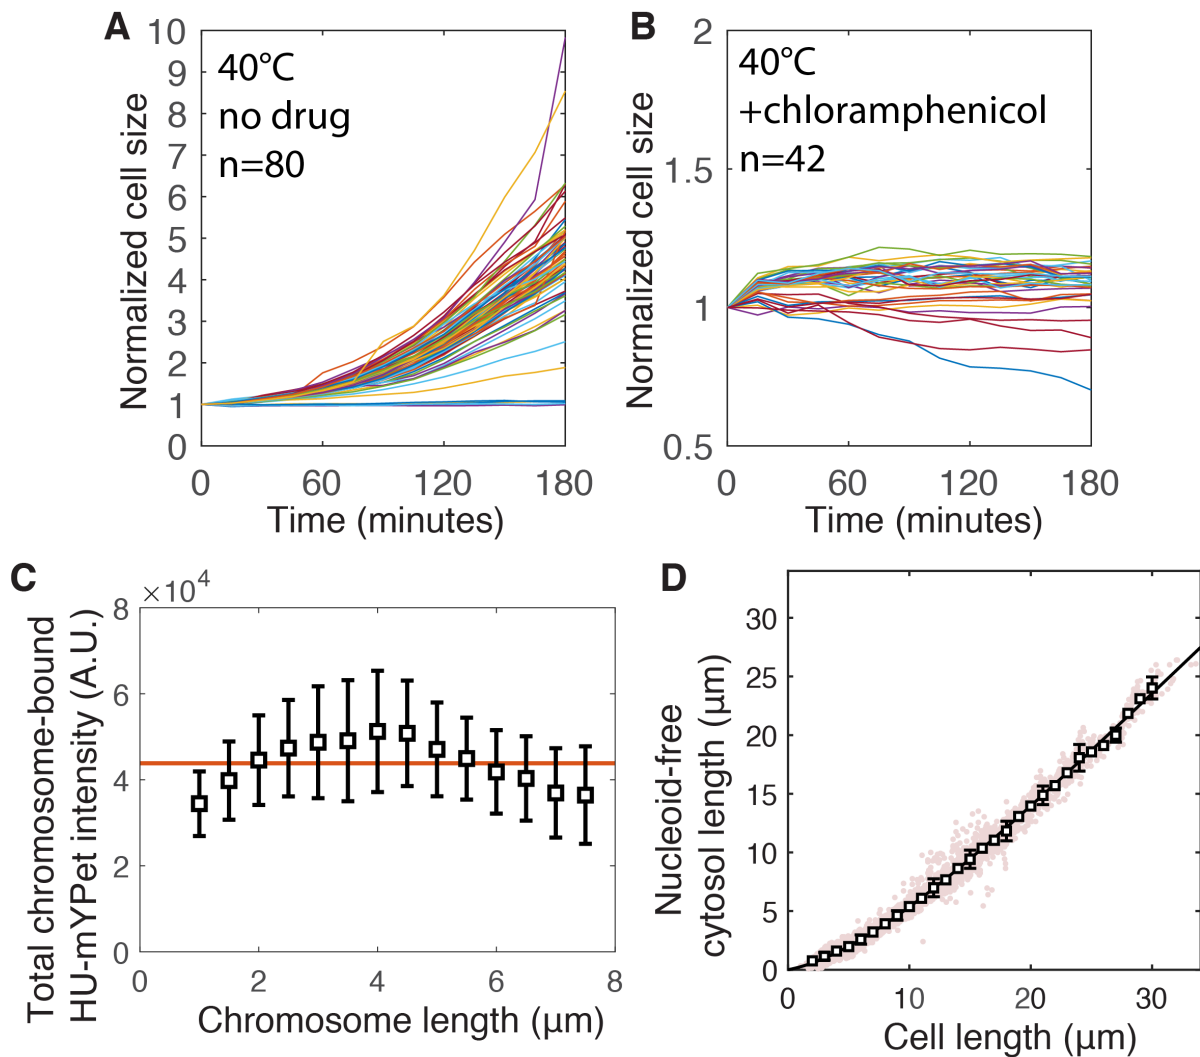 A
10
9
8
7
6
5
4
3
2
1
0
40°C
no drug
n=80
Normalized cell size
0
60
120
180
Time (minutes)
B
2
1.5
1
0.5
40°C
+chloramphenicol
n=42
Normalized cell size
0
60
120
180
Time (minutes)
C
×10⁴
8
6
4
2
0
Total chromosome-bound
HU-mYPet intensity (A.U.)
0
2
4
6
8
Chromosome length (μm)
D
30
20
15
10
5
0
Nucleoid-free
cytosol length (μm)
0
10
20
30
Cell length (μm)